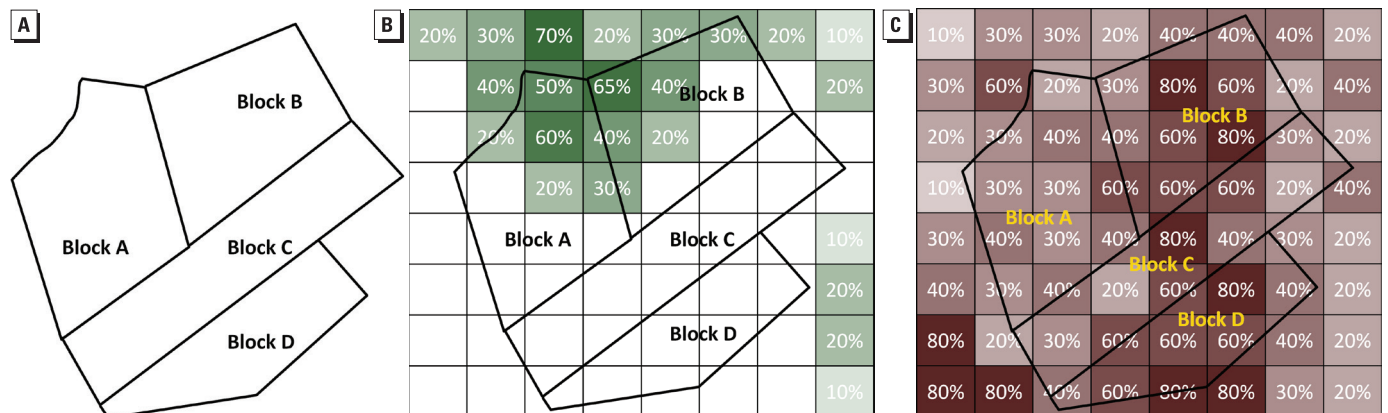 A
Block A
Block B
Block C
Block D
B
20% 30% 70% 20% 30% 30% 20% 10%
40% 50% 65% 40% 20%
Block B
20% 60% 40% 20%
20% 30%
Block A
Block C
10%
20%
Block D
20%
10%
C
10% 30% 30% 20% 40% 40% 40% 20%
30% 60% 20% 30% 80% 60% 20% 40%
Block B
20% 30% 40% 40% 60% 80% 30% 20%
10% 30% 30% 60% 60% 60% 20% 40%
Block A
30% 40% 30% 40% 80% 40% 30% 20%
Block C
40% 30% 40% 20% 60% 80% 40% 20%
Block D
80% 20% 30% 60% 60% 60% 40% 20%
80% 80% 40% 60% 80% 80% 30% 20%